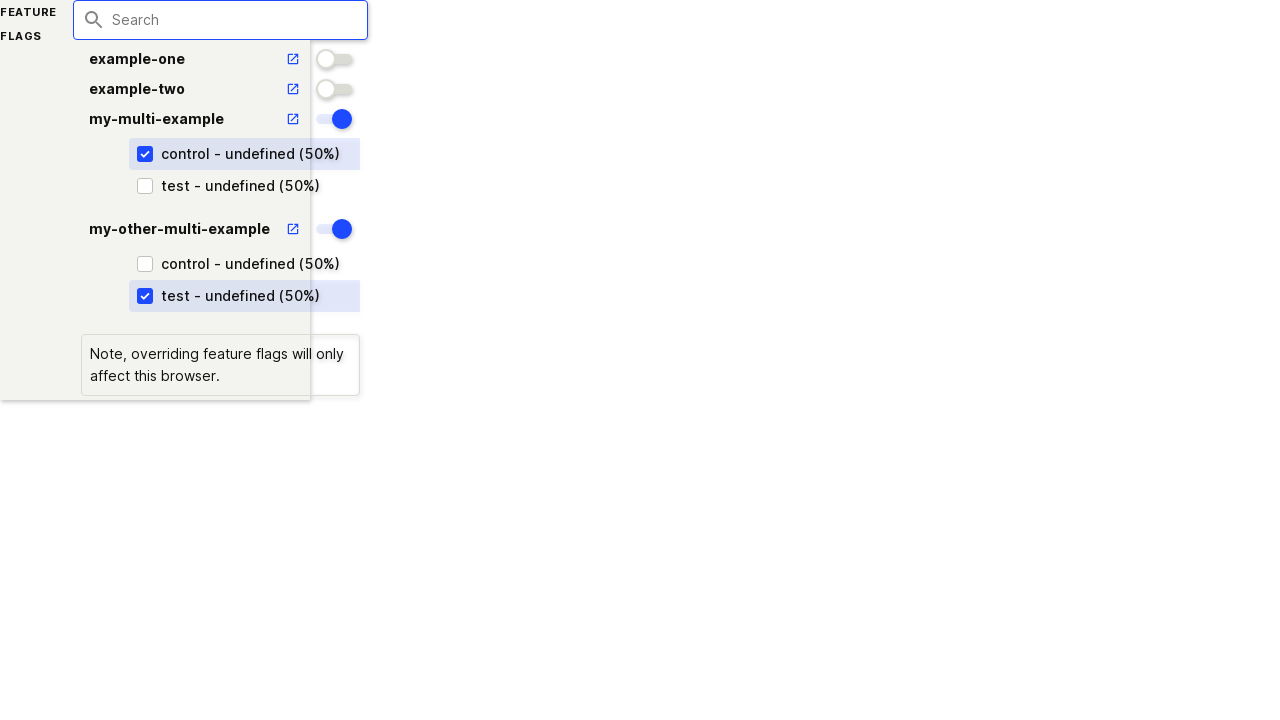 FEATURE
FLAGS
Search
example-one
example-two
my-multi-example
control - undefined (50%)
test - undefined (50%)
my-other-multi-example
control - undefined (50%)
test - undefined (50%)
Note, overriding feature flags will only
affect this browser.